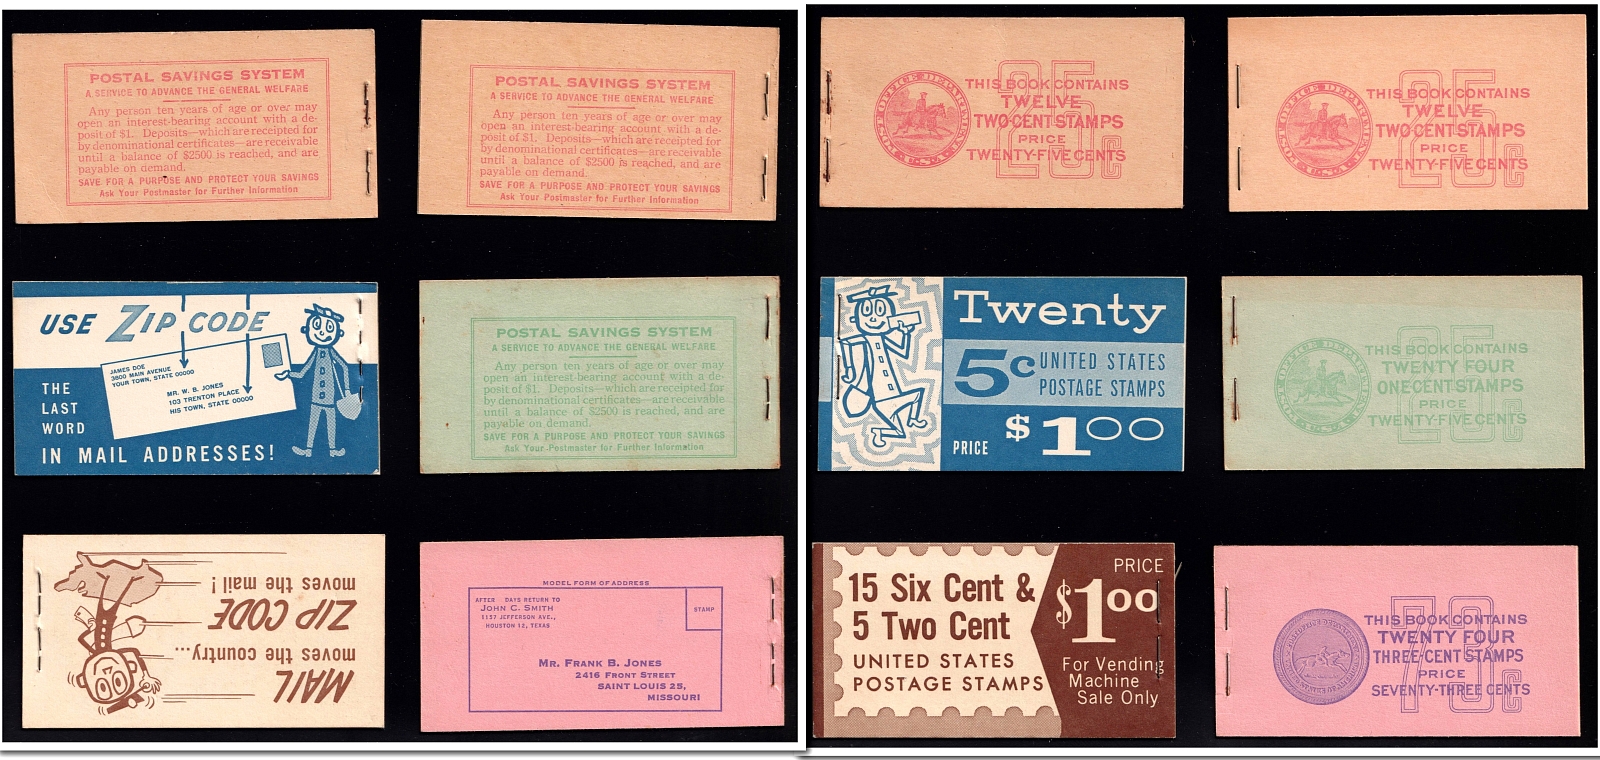 POSTAL SAVINGS SYSTEM
A SERVICE TO ADVANCE THE GENERAL WELFARE
Any person ten years of age or over may
open an interest-bearing account with a de-
posit of $1. Deposits—which are receipted for
by denominational certificates—are receivable
until a balance of $2500 is reached, and are
payable on demand.
SAVE FOR A PURPOSE AND PROTECT YOUR SAVINGS
Ask Your Postmaster for Further Information
POSTAL SAVINGS SYSTEM
A SERVICE TO ADVANCE THE GENERAL WELFARE
Any person ten years of age or over may
open an interest-bearing account with a de-
posit of $1. Deposits—which are receipted for
by denominational certificates—are receivable
until a balance of $2500 is reached, and are
payable on demand.
SAVE FOR A PURPOSE AND PROTECT YOUR SAVINGS
Ask Your Postmaster for Further Information
25c
THIS BOOK CONTAINS
TWELVE
TWO-CENT STAMPS
PRICE
TWENTY-FIVE CENTS
25c
THIS BOOK CONTAINS
TWELVE
TWO-CENT STAMPS
PRICE
TWENTY-FIVE CENTS
USE ZIP CODE
JAMES DOE
3600 MAIN AVENUE
YOUR TOWN, STATE 00000
MR. W. B. JONES
103 TRENTON PLACE
HIS TOWN, STATE 00000
THE
LAST
WORD
IN MAIL ADDRESSES!
POSTAL SAVINGS SYSTEM
A SERVICE TO ADVANCE THE GENERAL WELFARE
Any person ten years of age or over may
open an interest-bearing account with a de-
posit of $1. Deposits—which are receipted for
by denominational certificates—are receivable
until a balance of $2500 is reached, and are
payable on demand.
SAVE FOR A PURPOSE AND PROTECT YOUR SAVINGS
Ask Your Postmaster for Further Information
Twenty
5c UNITED STATES
POSTAGE STAMPS
PRICE $1.00
25c
THIS BOOK CONTAINS
TWENTY FOUR
ONE CENT STAMPS
PRICE
TWENTY-FIVE CENTS
MAIL
moves the country...
ZIP CODE
moves the mail!
MODEL FORM OF ADDRESS
AFTER DAYS RETURN TO
JOHN C. SMITH
1137 JEFFERSON AVE.,
HOUSTON 12, TEXAS
STAMP
MR. FRANK B. JONES
2416 FRONT STREET
SAINT LOUIS 25,
MISSOURI
15 Six Cent &
5 Two Cent
UNITED STATES
POSTAGE STAMPS
PRICE
$1.00
For Vending
Machine
Sale Only
73c
THIS BOOK CONTAINS
TWENTY FOUR
THREE-CENT STAMPS
PRICE
SEVENTY-THREE CENTS